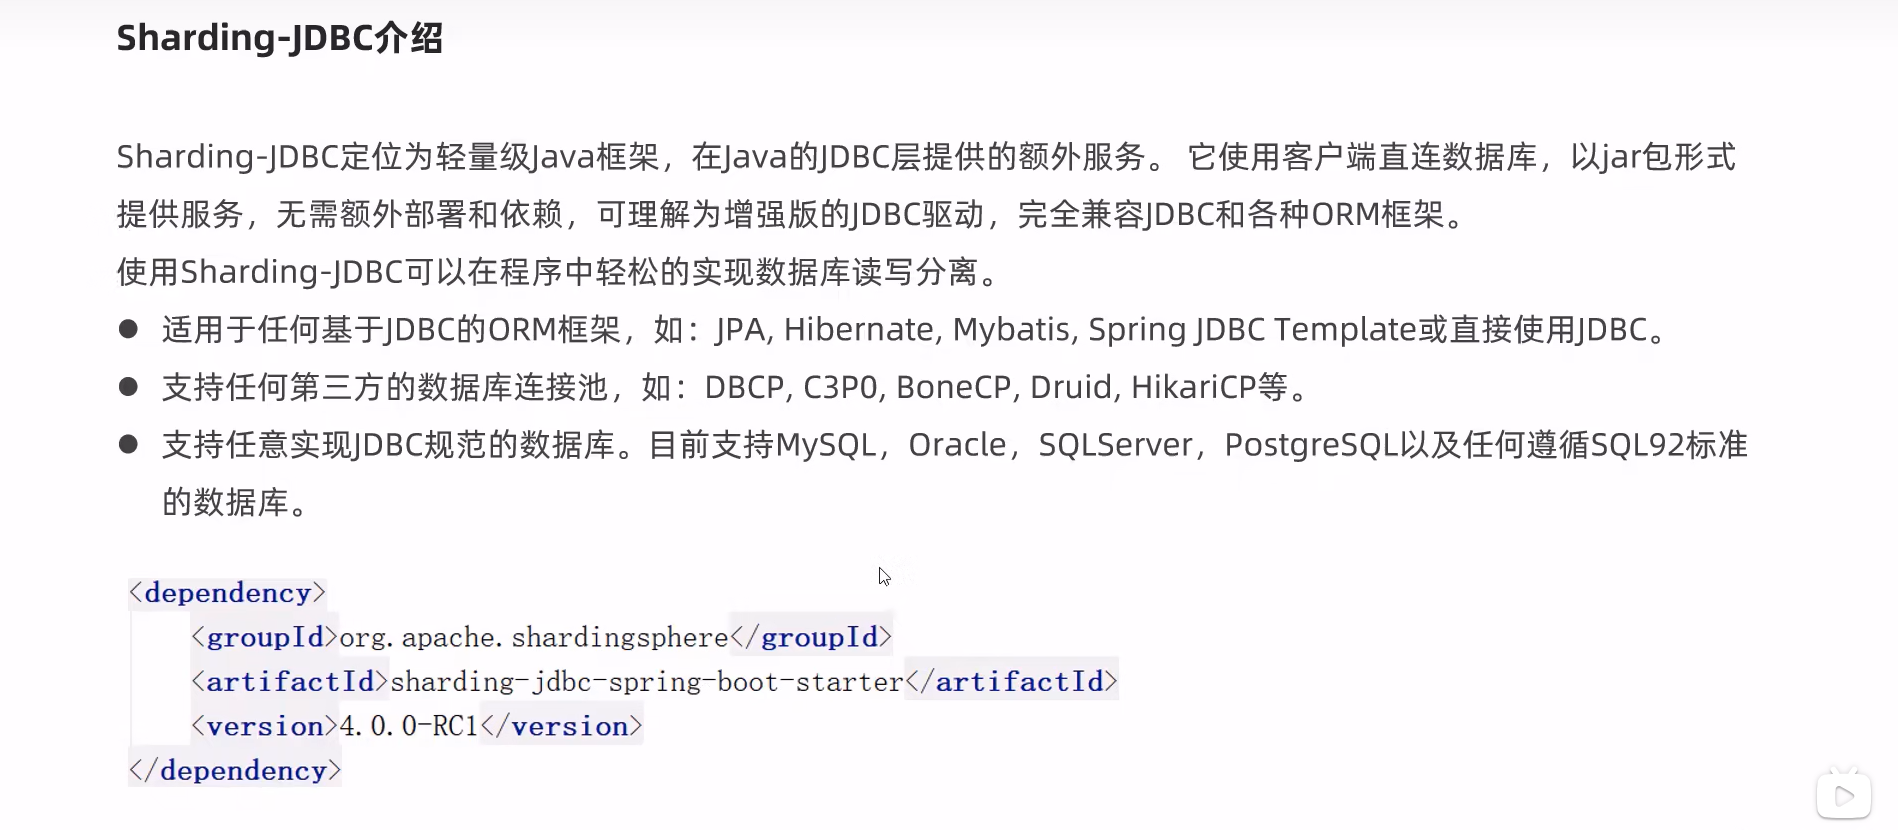 Sharding-JDBC介绍
Sharding-JDBC定位为轻量级Java框架，在Java的JDBC层提供的额外服务。 它使用客户端直连数据库，以jar包形式
提供服务，无需额外部署和依赖，可理解为增强版的JDBC驱动，完全兼容JDBC和各种ORM框架。
使用Sharding-JDBC可以在程序中轻松的实现数据库读写分离。
● 适用于任何基于JDBC的ORM框架，如：JPA, Hibernate, Mybatis, Spring JDBC Template或直接使用JDBC。
● 支持任何第三方的数据库连接池，如：DBCP, C3P0, BoneCP, Druid, HikariCP等。
● 支持任意实现JDBC规范的数据库。目前支持MySQL，Oracle，SQLServer，PostgreSQL以及任何遵循SQL92标准
的数据库。
<dependency>
<groupId>org.apache.shardingsphere</groupId>
<artifactId>sharding-jdbc-spring-boot-starter</artifactId>
<version>4.0.0-RC1</version>
</dependency>